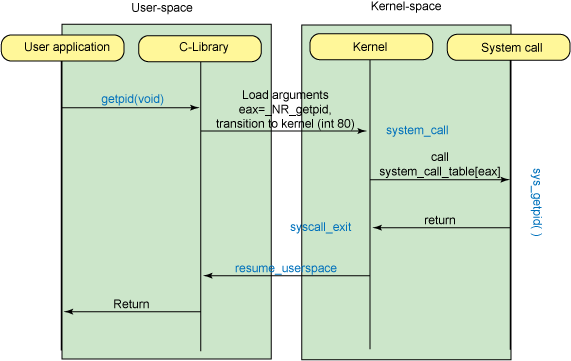 User-space
Kernel-space
User application
C-Library
Kernel
System call
getpid(void)
Load arguments
eax=_NR_getpid,
transition to kernel (int 80)
system_call
call
system_call_table[eax]
sys_getpid( )
return
syscall_exit
resume_userspace
Return